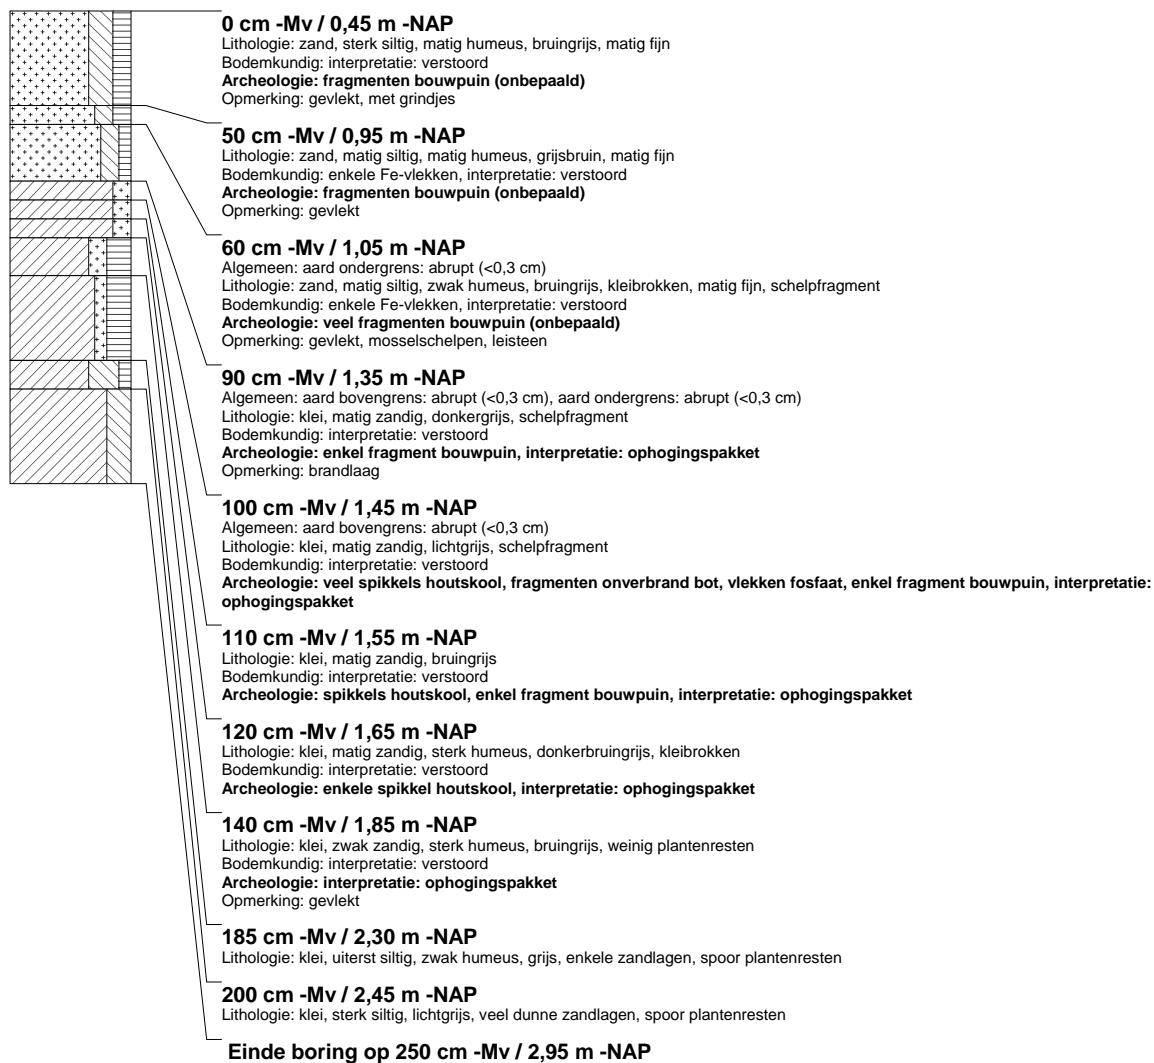 0 cm -Mv / 0,45 m -NAP
Lithologie: zand, sterk siltig, matig humeus, bruingrijs, matig fijn
Bodemkundig: interpretatie: verstoord
Archeologie: fragmenten bouwpuin (onbepaald)
Opmerking: gevlekt, met grindjes
50 cm -Mv / 0,95 m -NAP
Lithologie: zand, matig siltig, matig humeus, grijsbruin, matig fijn
Bodemkundig: enkele Fe-vlekken, interpretatie: verstoord
Archeologie: fragmenten bouwpuin (onbepaald)
Opmerking: gevlekt
60 cm -Mv / 1,05 m -NAP
Algemeen: aard ondergrens: abrupt (<0,3 cm)
Lithologie: zand, matig siltig, zwak humeus, bruingrijs, kleibrokken, matig fijn, schelpfragment
Bodemkundig: enkele Fe-vlekken, interpretatie: verstoord
Archeologie: veel fragmenten bouwpuin (onbepaald)
Opmerking: gevlekt, mosselschelpen, leisteen
90 cm -Mv / 1,35 m -NAP
Algemeen: aard bovengrens: abrupt (<0,3 cm), aard ondergrens: abrupt (<0,3 cm)
Lithologie: klei, matig zandig, donkergrijs, schelpfragment
Bodemkundig: interpretatie: verstoord
Archeologie: enkel fragment bouwpuin, interpretatie: ophogingspakket
Opmerking: brandlaag
100 cm -Mv / 1,45 m -NAP
Algemeen: aard bovengrens: abrupt (<0,3 cm)
Lithologie: klei, matig zandig, lichtgrijs, schelpfragment
Bodemkundig: interpretatie: verstoord
Archeologie: veel spikkels houtskool, fragmenten onverbrand bot, vlekken fosfaat, enkel fragment bouwpuin, interpretatie:
ophogingspakket
110 cm -Mv / 1,55 m -NAP
Lithologie: klei, matig zandig, bruingrijs
Bodemkundig: interpretatie: verstoord
Archeologie: spikkels houtskool, enkel fragment bouwpuin, interpretatie: ophogingspakket
120 cm -Mv / 1,65 m -NAP
Lithologie: klei, matig zandig, sterk humeus, donkerbruingrijs, kleibrokken
Bodemkundig: interpretatie: verstoord
Archeologie: enkele spikkel houtskool, interpretatie: ophogingspakket
140 cm -Mv / 1,85 m -NAP
Lithologie: klei, zwak zandig, sterk humeus, bruingrijs, weinig plantenresten
Bodemkundig: interpretatie: verstoord
Archeologie: interpretatie: ophogingspakket
Opmerking: gevlekt
185 cm -Mv / 2,30 m -NAP
Lithologie: klei, uiterst siltig, zwak humeus, grijs, enkele zandlagen, spoor plantenresten
200 cm -Mv / 2,45 m -NAP
Lithologie: klei, sterk siltig, lichtgrijs, veel dunne zandlagen, spoor plantenresten
Einde boring op 250 cm -Mv / 2,95 m -NAP